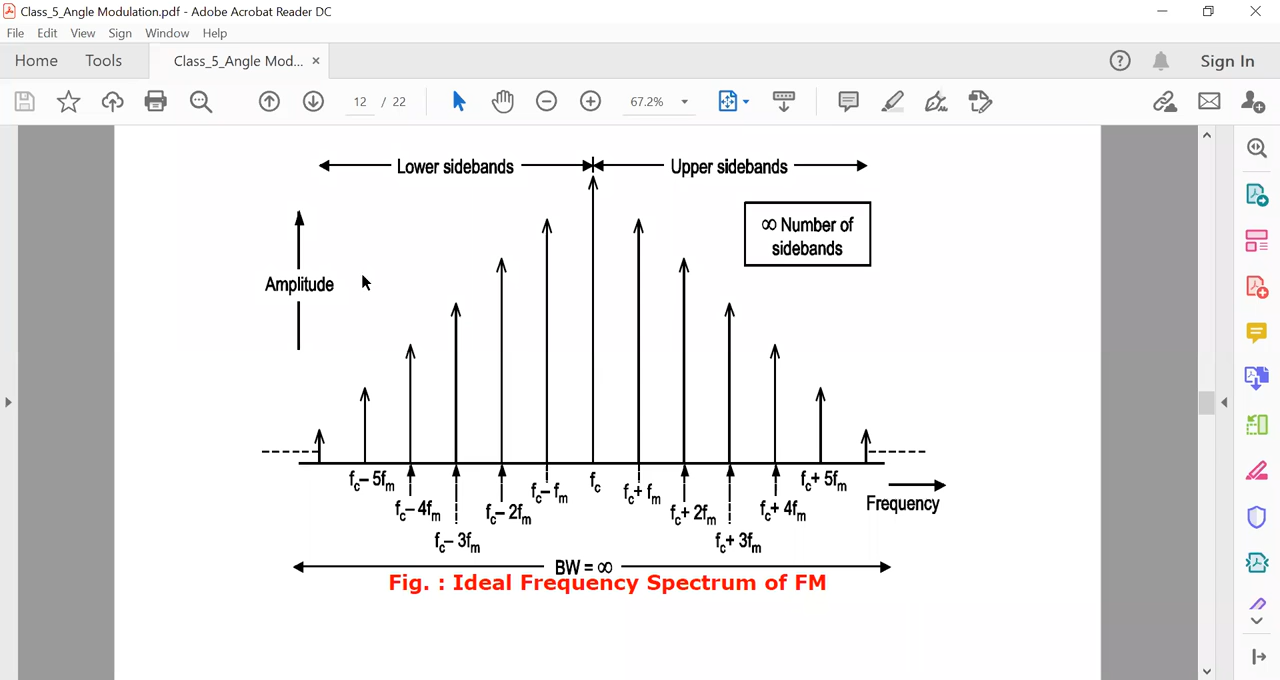 Class_5_Angle Modulation.pdf - Adobe Acrobat Reader DC
File Edit View Sign Window Help
Home Tools Class_5_Angle Mod... × Sign In
12 / 22 67.2%
Lower sidebands Upper sidebands
∞ Number of
sidebands
Amplitude
fc– 5fm
fc– 4fm
fc– 3fm
fc– 2fm
fc– fm
fc
fc+ fm
fc+ 2fm
fc+ 3fm
fc+ 4fm
fc+ 5fm
Frequency
BW = ∞
Fig. : Ideal Frequency Spectrum of FM